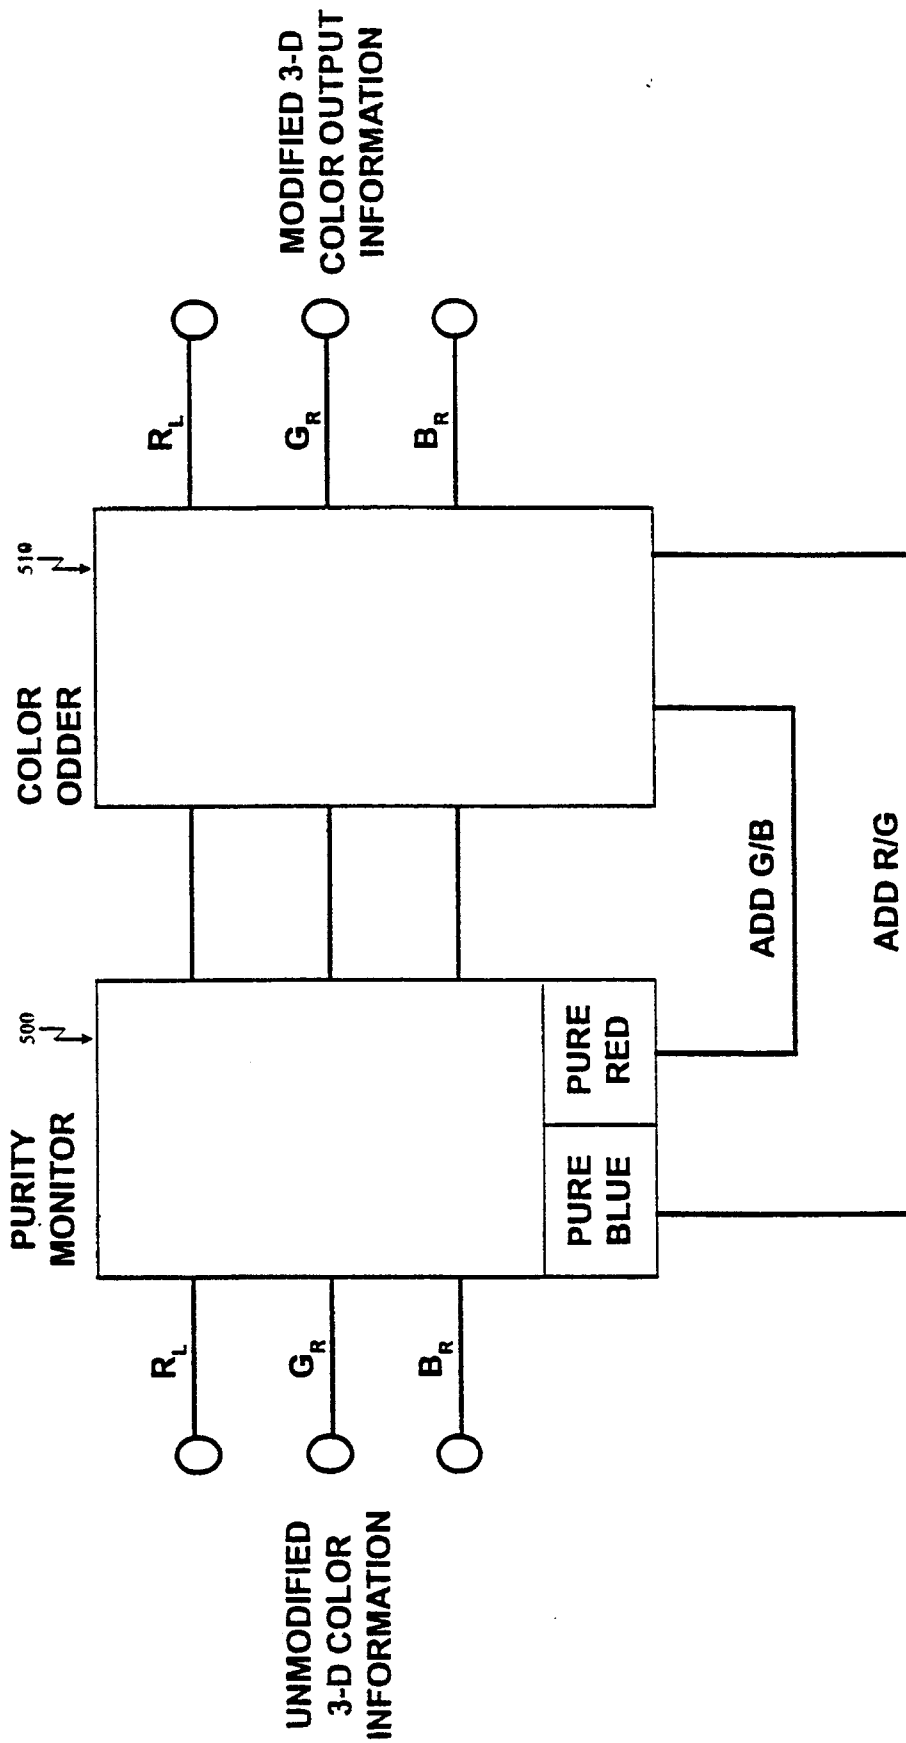 PURITY
MONITOR
500
COLOR
ODDER
510
UNMODIFIED
3-D COLOR
INFORMATION
R_L
G_R
B_R
PURE
BLUE
PURE
RED
ADD G/B
ADD R/G
R_L
G_R
B_R
MODIFIED 3-D
COLOR OUTPUT
INFORMATION